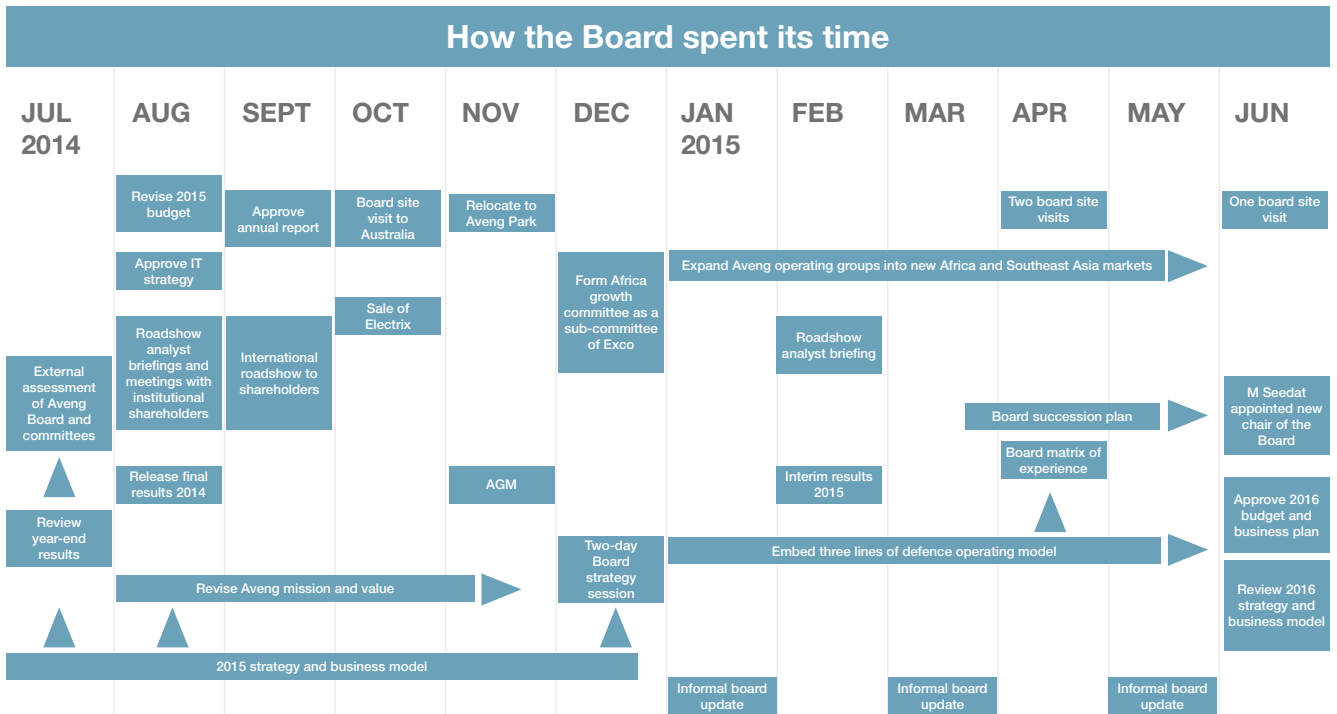 How the Board spent its time
JUL
2014
AUG
SEPT
OCT
NOV
DEC
JAN
2015
FEB
MAR
APR
MAY
JUN
External
assessment
of Aveng
Board and
committees
Review
year-end
results
Revise 2015
budget
Approve IT
strategy
Roadshow
analyst
briefings and
meetings with
institutional
shareholders
Release final
results 2014
Revise Aveng mission and value
2015 strategy and business model
Approve
annual report
International
roadshow to
shareholders
Board site
visit to
Australia
Sale of
Electrix
Relocate to
Aveng Park
AGM
Form Africa
growth
committee as a
sub-committee
of Exco
Two-day
Board
strategy
session
Expand Aveng operating groups into new Africa and Southeast Asia markets
Embed three lines of defence operating model
Informal board
update
Roadshow
analyst briefing
Interim results
2015
Informal board
update
Two board site
visits
Board succession plan
Board matrix of
experience
Informal board
update
One board site
visit
M Seedat
appointed new
chair of the
Board
Approve 2016
budget and
business plan
Review 2016
strategy and
business model